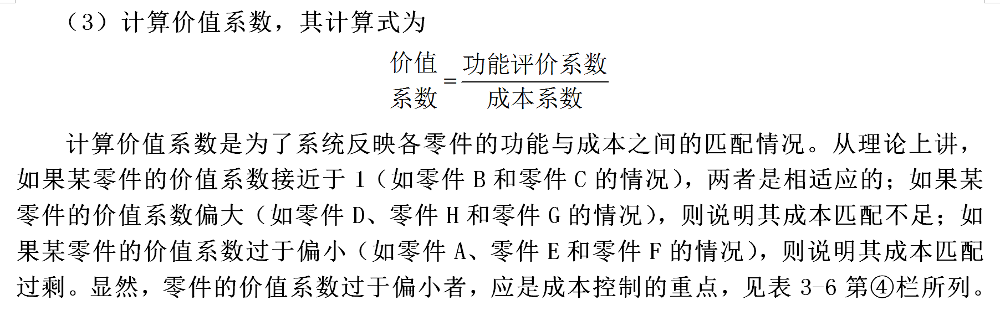 （3）计算价值系数，其计算式为
价值系数=功能评价系数/成本系数
计算价值系数是为了系统反映各零件的功能与成本之间的匹配情况。从理论上讲，
如果某零件的价值系数接近于 1（如零件 B 和零件 C 的情况），两者是相适应的；如果某
零件的价值系数偏大（如零件 D、零件 H 和零件 G 的情况），则说明其成本匹配不足；如
果某零件的价值系数过于偏小（如零件 A、零件 E 和零件 F 的情况），则说明其成本匹配
过剩。显然，零件的价值系数过于偏小者，应是成本控制的重点，见表 3-6 第④栏所列。